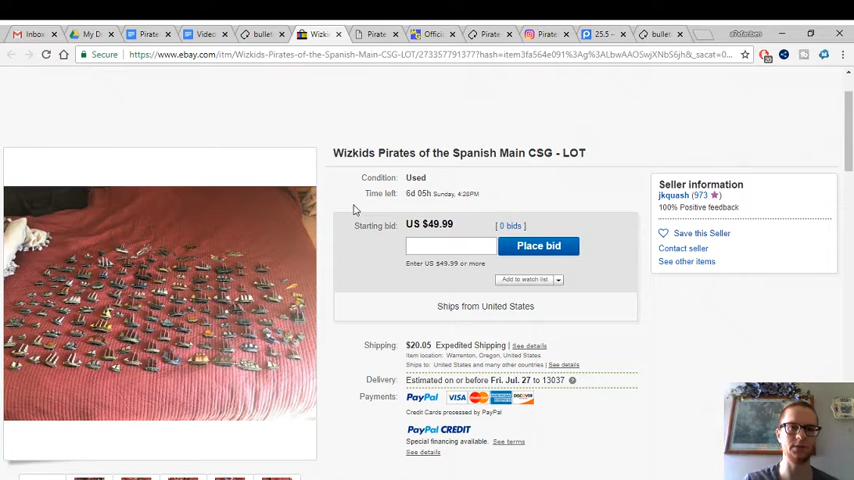 Inbox
My D
Pirate
Video
bullet
Wizki
Pirate
Offici
Pirate
Pirate
25.5
bullet
Secure
https://www.ebay.com/itm/Wizkids-Pirates-of-the-Spanish-Main-CSG-LOT/273357791377?hash=item3fa564e091%3Ag%3ALbwAAOSwjXNbS6jh&_sacat=0
Wizkids Pirates of the Spanish Main CSG - LOT
Condition: Used
Time left: 6d 05h Sunday, 4:28PM
Starting bid: US $49.99 [ 0 bids ]
Place bid
Enter US $49.99 or more
Add to watch list
Ships from United States
Shipping: $20.05 Expedited Shipping | See details
Item location: Warrenton, Oregon, United States
Ships to: United States and many other countries | See details
Delivery: Estimated on or before Fri. Jul. 27 to 13037
Payments: PayPal VISA MasterCard AMERICAN EXPRESS DISCOVER
Credit Cards processed by PayPal
PayPal CREDIT
Special financing available. See terms
See details
Seller information
jkquash (973 )
100% Positive feedback
Save this Seller
Contact seller
See other items